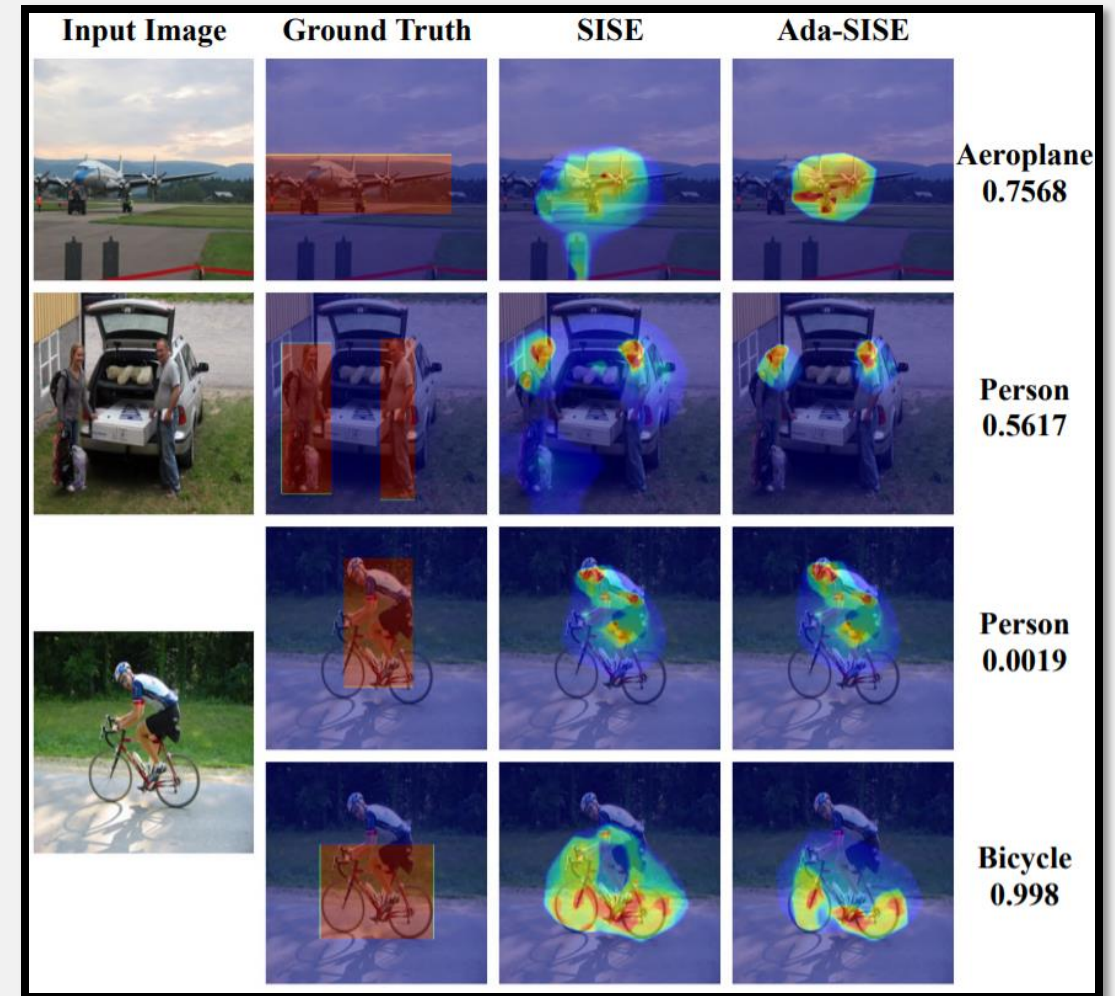 Input Image Ground Truth SISE Ada-SISE
Aeroplane
0.7568
Person
0.5617
Person
0.0019
Bicycle
0.998